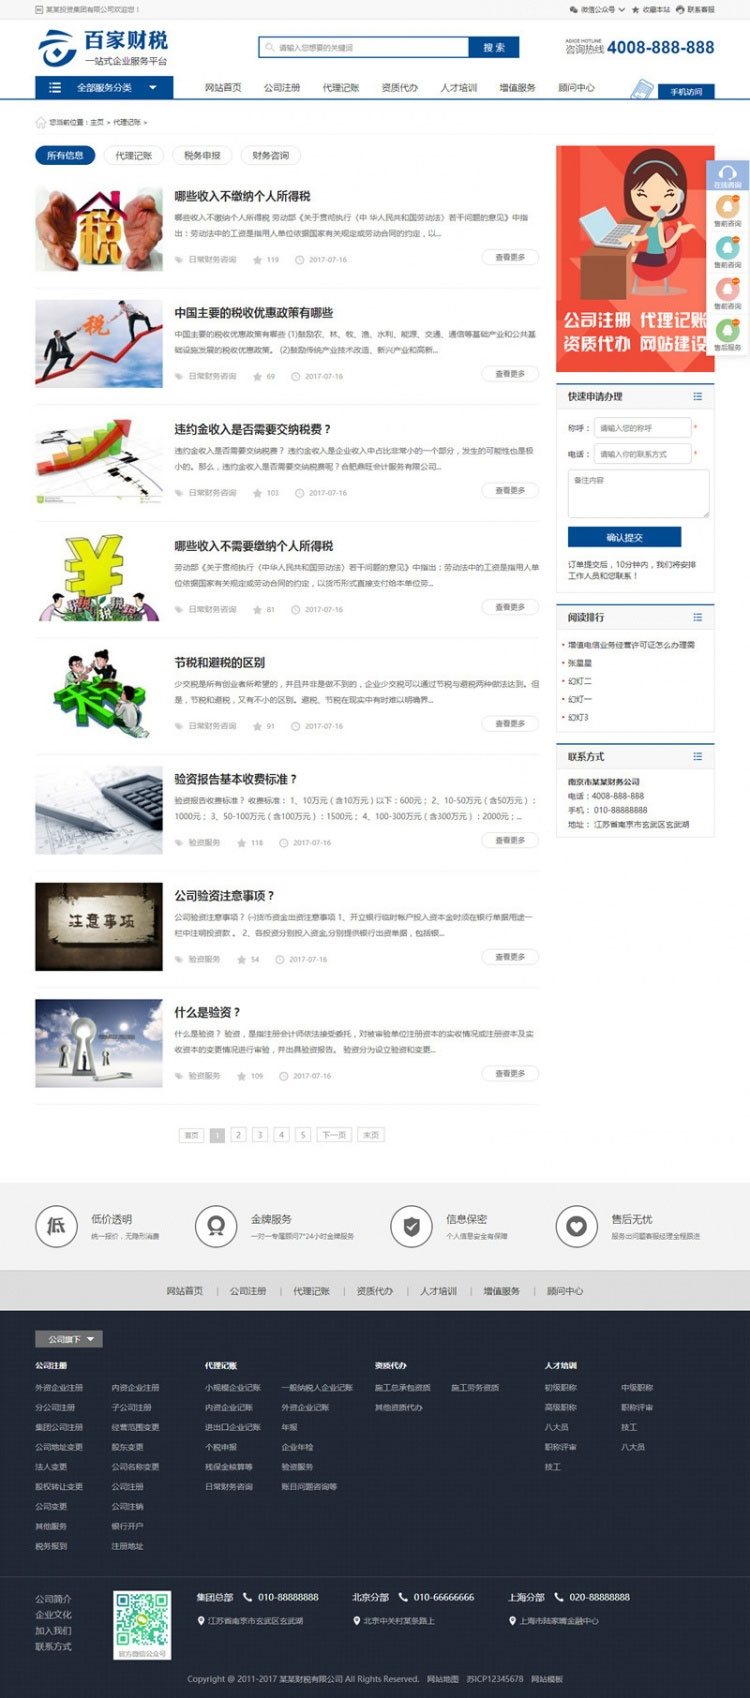 某某投资集团有限公司欢迎您！
微信公众号 收藏本站 联系客服
百家财税
一站式企业服务平台
请输入您想要的关键词 搜 索
咨询热线 4008-888-888
全部服务分类 网站首页 公司注册 代理记账 资质代办 人才培训 增值服务 顾问中心 手机访问
您当前位置：主页 > 代理记账 >
所有信息 代理记账 税务申报 财务咨询
哪些收入不缴纳个人所得税
哪些收入不缴纳个人所得税 劳动部《关于贯彻执行《中 华人民共和国劳动法》若干问题的意见》中指
出：劳动法中的工资是指用人单位依据国家有关规定或劳动合同的约定，以...
日常财务咨询 119 2017-07-16 查看更多
税
中国主要的税收优惠政策有哪些
中国主要的税收优惠政策有哪些 (1)鼓励农、林、牧、渔、水利、能源、交通、通信等基础产业和公共基
础设施发展的税收优惠政策。 (2)鼓励传统产业技术改造、新兴产业和高新...
日常财务咨询 69 2017-07-16 查看更多
税
违约金收入是否需要交纳税费？
违约金收入是否需要交纳税费？ 违约金收入是企业收入中占比非常小的一个部分，发生的可能性也是极
小的。那么，违约金收入是否需要交纳税费呢？合肥鼎旺会计服务有限公司...
日常财务咨询 103 2017-07-16 查看更多
哪些收入不需要缴纳个人所得税
劳动部《关于贯彻执行《中华人民共和国劳动法》若干问题的意见》中指出：劳动法中的工资是指用人单
位依据国家有关规定或劳动合同的约定，以货币形式直接支付给本单位劳...
日常财务咨询 81 2017-07-16 查看更多
节税和避税的区别
少交税是所有创业者所希望的，并且并非是做不到的，企业少交税可以通过节税与避税两种做法达到。但
是，节税和避税，又有不小的区别。避税、节税在现实中有时难以明确界...
日常财务咨询 91 2017-07-16 查看更多
验资报告基本收费标准？
验资报告收费标准？ 收费标准： 1、10万元（含10万元）以下：600元； 2、10-50万元（含50万元）：
1000元； 3、50-100万元（含100万元）：1500元； 4、100-300万元（含300万元）：2000元；...
验资服务 118 2017-07-16 查看更多
注意事项
公司验资注意事项？
公司验资注意事项？ (-)货币资金出资注意事项 1、开立银行临时帐户投入资本金时须在银行单据用途一
栏中注明投资款 。 2、各投资分别投入资金,分别提供银行出资单据，包括银...
验资服务 54 2017-07-16 查看更多
什么是验资？
什么是验资？ 验资，是指注册会计师依法接受委托，对被审验单位注册资本的实收情况或注册资本及实
收资本的变更情况进行审验，并出具验资报告。 验资分为设立验资和变更...
验资服务 109 2017-07-16 查看更多
首页 1 2 3 4 5 下一页 末页
公司注册 代理记账
资质代办 网站建设
在线咨询
售前咨询
售前咨询
售前咨询
售后服务
快速申请办理
称呼： 请输入您的称呼 *
电话： 请输入你的联系方式 *
备注内容
确认提交
订单提交后，10分钟内，我们将安排
工作人员和您联系！
阅读排行
增值电信业务经营许可证怎么办理需
张星星
幻灯二
幻灯一
幻灯3
联系方式
南京市某某财务公司
电话：4008-888-888
手机： 010-88888888
地址： 江苏省南京市玄武区玄武湖
低 低价透明 金牌服务 信息保密 售后无忧
统一报价，无隐形消费 一对一专属顾问7*24小时金牌服务 个人信息安全有保障 服务出问题客服经理全程跟进
网站首页 | 公司注册 | 代理记账 | 资质代办 | 人才培训 | 增值服务 | 顾问中心
公司旗下
公司注册 代理记账 资质代办 人才培训
外资企业注册 内资企业注册 小规模企业记账 一般纳税人企业记账 施工总承包资质 施工劳务资质 初级职称 中级职称
分公司注册 子公司注册 内资企业记账 外资企业记账 其他资质代办 高级职称 职称评审
集团公司注册 经营范围变更 进出口企业记账 年报 八大员 技工
公司地址变更 股东变更 个税申报 企业年检 职称评审 八大员
法人变更 公司名称变更 残保金核算等 验资服务 技工
股权转让变更 公司注册 日常财务咨询 账目问题咨询等
公司变更 公司注销
其他服务 银行开户
税务报到 注册地址
公司简介
企业文化
加入我们
联系方式
官方微信公众号
集团总部 010-88888888 北京分部 010-66666666 上海分部 020-88888888
江苏省南京市玄武区玄武湖 北京中关村某条路上 上海市陆家嘴金融中心
Copyright @ 2011-2017 某某财税有限公司 All Rights Reserved. 网站地图 苏ICP12345678 网站模板